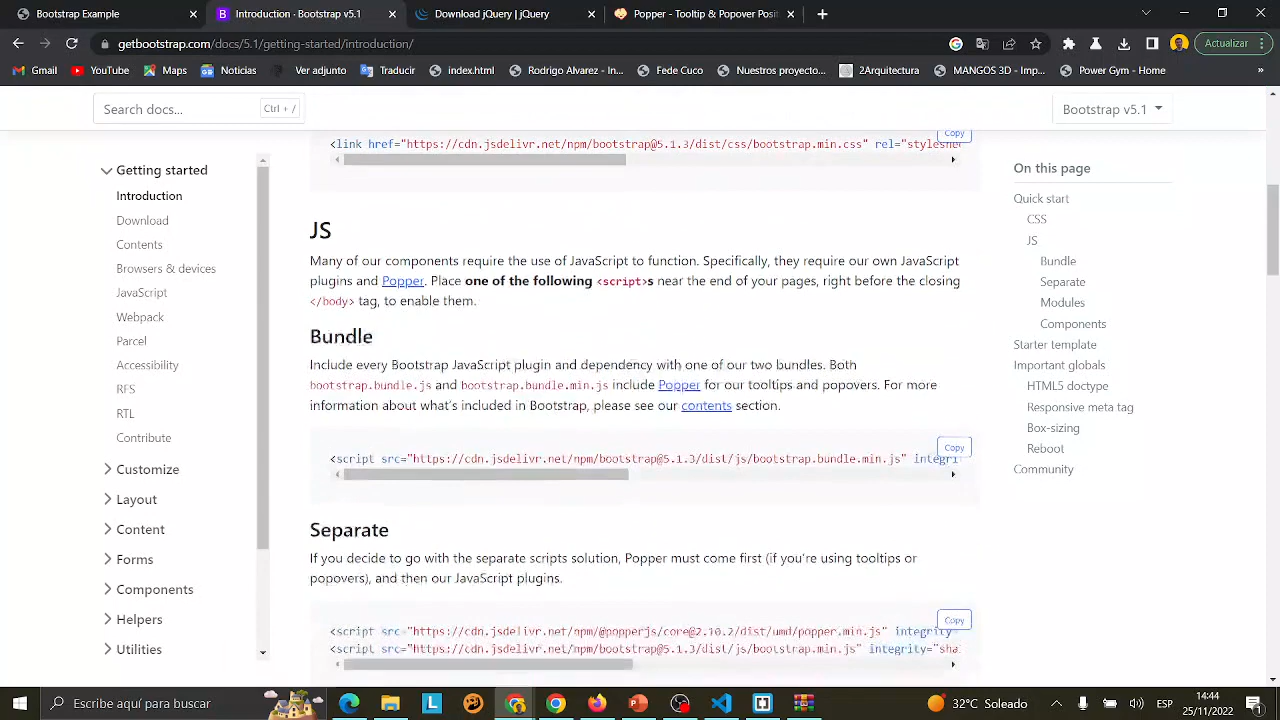 Bootstrap Example
Introduction · Bootstrap v5.1
Download jQuery | jQuery
Popper - Tooltip & Popover Posit
getbootstrap.com/docs/5.1/getting-started/introduction/
Actualizar
Gmail
YouTube
Maps
Noticias
Ver adjunto
Traducir
index.html
Rodrigo Alvarez - In...
Fede Cuco
Nuestros proyecto...
2Arquitectura
MANGOS 3D - Imp...
Power Gym - Home
»
Search docs...
Ctrl + /
Bootstrap v5.1
Getting started
Introduction
Download
Contents
Browsers & devices
JavaScript
Webpack
Parcel
Accessibility
RFS
RTL
Contribute
Customize
Layout
Content
Forms
Components
Helpers
Utilities
Copy
<link href="https://cdn.jsdelivr.net/npm/bootstrap@5.1.3/dist/css/bootstrap.min.css" rel="styleshe
JS
Many of our components require the use of JavaScript to function. Specifically, they require our own JavaScript
plugins and Popper. Place one of the following <script>s near the end of your pages, right before the closing
</body> tag, to enable them.
Bundle
Include every Bootstrap JavaScript plugin and dependency with one of our two bundles. Both
bootstrap.bundle.js and bootstrap.bundle.min.js include Popper for our tooltips and popovers. For more
information about what's included in Bootstrap, please see our contents section.
Copy
<script src="https://cdn.jsdelivr.net/npm/bootstrap@5.1.3/dist/js/bootstrap.bundle.min.js" integri
Separate
If you decide to go with the separate scripts solution, Popper must come first (if you're using tooltips or
popovers), and then our JavaScript plugins.
Copy
<script src="https://cdn.jsdelivr.net/npm/@popperjs/core@2.10.2/dist/umd/popper.min.js" integrity=
<script src="https://cdn.jsdelivr.net/npm/bootstrap@5.1.3/dist/js/bootstrap.min.js" integrity="sha
On this page
Quick start
CSS
JS
Bundle
Separate
Modules
Components
Starter template
Important globals
HTML5 doctype
Responsive meta tag
Box-sizing
Reboot
Community
Escribe aquí para buscar
32°C Soleado
ESP
14:44
25/11/2022